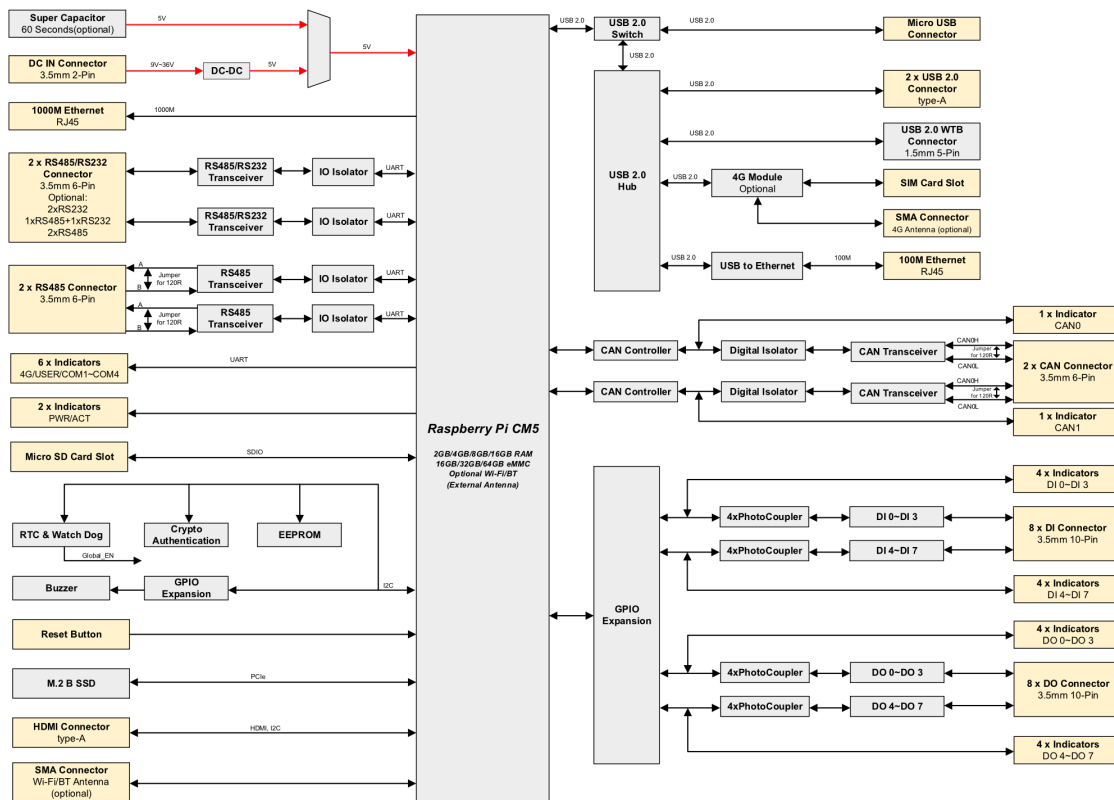 Super Capacitor
60 Seconds(optional)
5V
DC IN Connector
3.5mm 2-Pin
9V~36V
DC-DC
5V
5V
1000M Ethernet
RJ45
1000M
2 x RS485/RS232
Connector
3.5mm 6-Pin
Optional:
2xRS232
1xRS485+1xRS232
2xRS485
RS485/RS232
Transceiver
IO Isolator
UART
RS485/RS232
Transceiver
IO Isolator
UART
2 x RS485 Connector
3.5mm 6-Pin
A
Jumper
for 120R
B
RS485
Transceiver
IO Isolator
UART
A
Jumper
for 120R
B
RS485
Transceiver
IO Isolator
UART
6 x Indicators
4G/USER/COM1~COM4
UART
2 x Indicators
PWR/ACT
Micro SD Card Slot
SDIO
RTC & Watch Dog
Crypto
Authentication
EEPROM
Global_EN
Buzzer
GPIO
Expansion
I2C
Reset Button
M.2 B SSD
PCIe
HDMI Connector
type-A
HDMI, I2C
SMA Connector
Wi-Fi/BT Antenna
(optional)
Raspberry Pi CM5
2GB/4GB/8GB/16GB RAM
16GB/32GB/64GB eMMC
Optional Wi-Fi/BT
(External Antenna)
USB 2.0
USB 2.0
Switch
USB 2.0
Micro USB
Connector
USB 2.0
USB 2.0
Hub
USB 2.0
2 x USB 2.0
Connector
type-A
USB 2.0
USB 2.0 WTB
Connector
1.5mm 5-Pin
USB 2.0
4G Module
Optional
SIM Card Slot
SMA Connector
4G Antenna (optional)
USB 2.0
USB to Ethernet
100M
100M Ethernet
RJ45
1 x Indicator
CAN0
CAN Controller
Digital Isolator
CAN Transceiver
CAN0H
Jumper
for 120R
CAN0L
2 x CAN Connector
3.5mm 6-Pin
CAN Controller
Digital Isolator
CAN Transceiver
CAN0H
Jumper
for 120R
CAN0L
1 x Indicator
CAN1
GPIO
Expansion
4 x Indicators
DI 0~DI 3
4xPhotoCoupler
DI 0~DI 3
8 x DI Connector
3.5mm 10-Pin
4xPhotoCoupler
DI 4~DI 7
4 x Indicators
DI 4~DI 7
4 x Indicators
DO 0~DO 3
4xPhotoCoupler
DO 0~DO 3
8 x DO Connector
3.5mm 10-Pin
4xPhotoCoupler
DO 4~DO 7
4 x Indicators
DO 4~DO 7